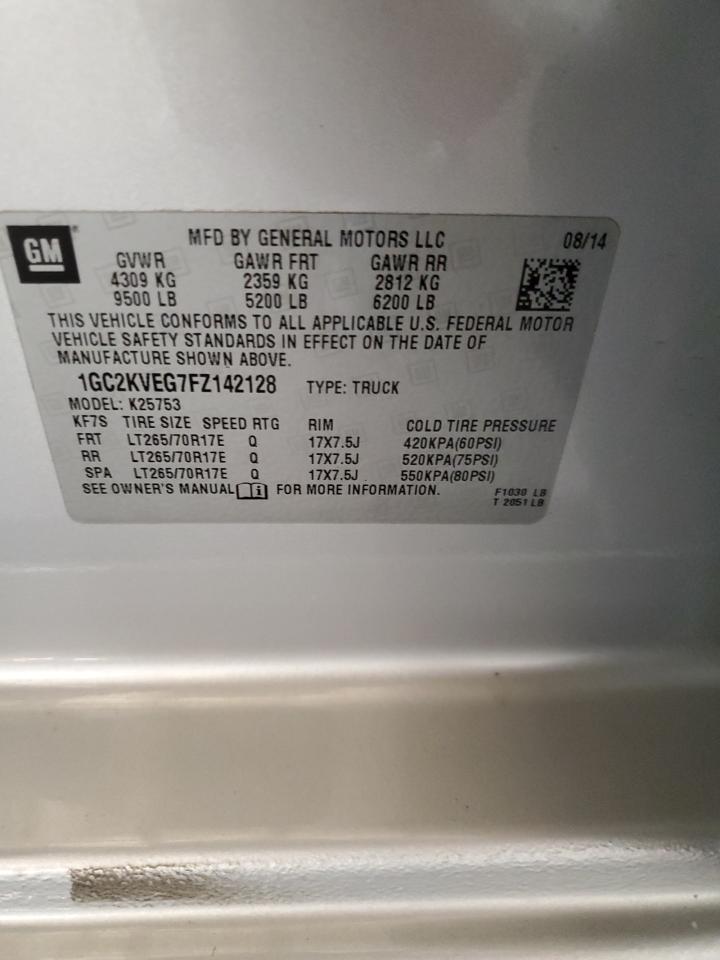 GM
MFD BY GENERAL MOTORS LLC 08/14
GVWR GAWR FRT GAWR RR
4309 KG 2359 KG 2812 KG
9500 LB 5200 LB 6200 LB
THIS VEHICLE CONFORMS TO ALL APPLICABLE U.S. FEDERAL MOTOR
VEHICLE SAFETY STANDARDS IN EFFECT ON THE DATE OF
MANUFACTURE SHOWN ABOVE.
1GC2KVEG7FZ142128 TYPE: TRUCK
MODEL: K25753
KF7S TIRE SIZE SPEED RTG RIM COLD TIRE PRESSURE
FRT LT265/70R17E Q 17X7.5J 420KPA(60PSI)
RR LT265/70R17E Q 17X7.5J 520KPA(75PSI)
SPA LT265/70R17E Q 17X7.5J 550KPA(80PSI)
SEE OWNER'S MANUAL FOR MORE INFORMATION.
F1030 LB
T 2051 LB